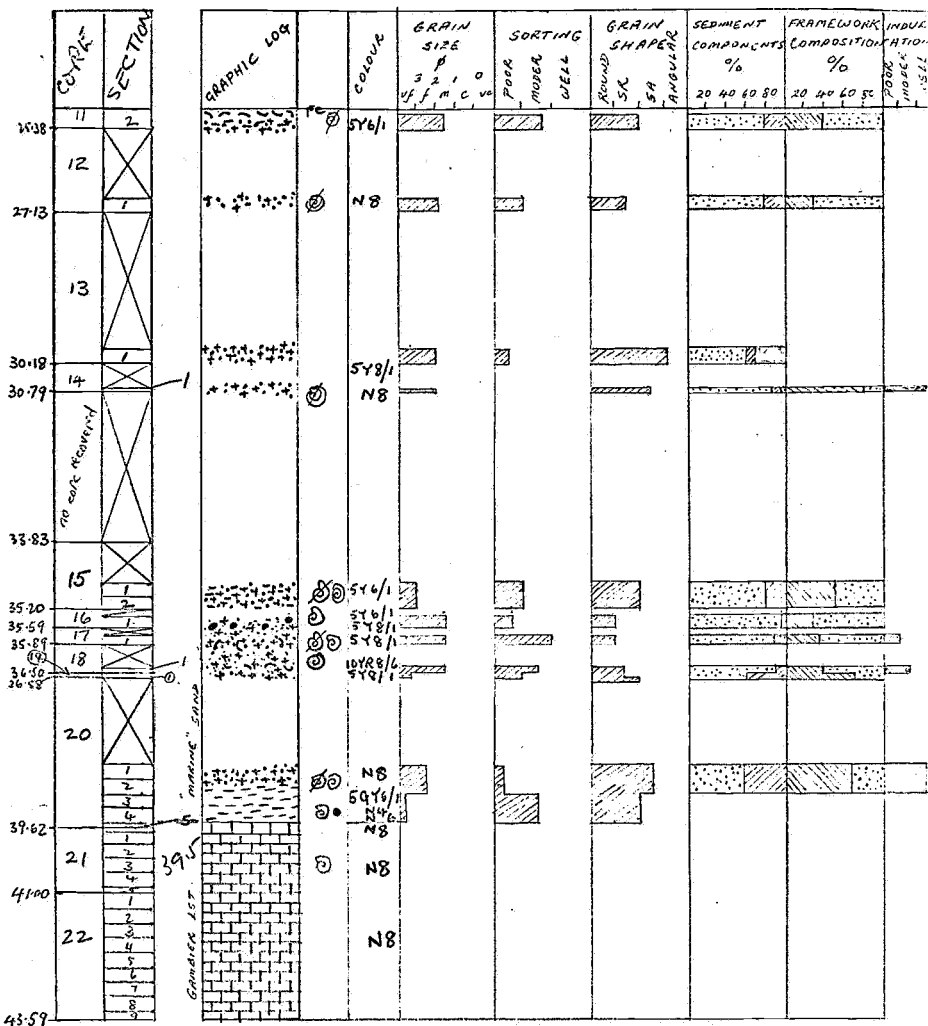 CORE
SECTION
GRAPHIC LOG
COLOUR
GRAIN SIZE ø
3 2 1 0
vf f m c vc
SORTING
POOR MODER WELL
GRAIN SHAPE
ROUND SR SA ANGULAR
SEDIMENT COMPONENTS %
20 40 60 80
FRAMEWORK COMPOSITION %
20 40 60
INDURATION
POOR MODER WELL
11 2 5Y6/1
25.38
12
1 N8
27.13
13
1
30.19
5Y8/1
14 1
30.79 N8
NO CORE RECOVERED
33.83
15
1 5Y6/1
2
35.20
16 1 5Y6/1
35.59 5Y8/1
17 1 5Y8/1
35.89
19 18 1 10YR8/6
36.50 5Y8/1
36.58
20
"MARINE" SAND
1 N8
2
3 5GY6/1
4
5
39.62 N8
39
21
1
2
3 N8
4
41.00
GAMBIER LST.
22
1
2
3
4 N8
5
6
7
8
9
43.59